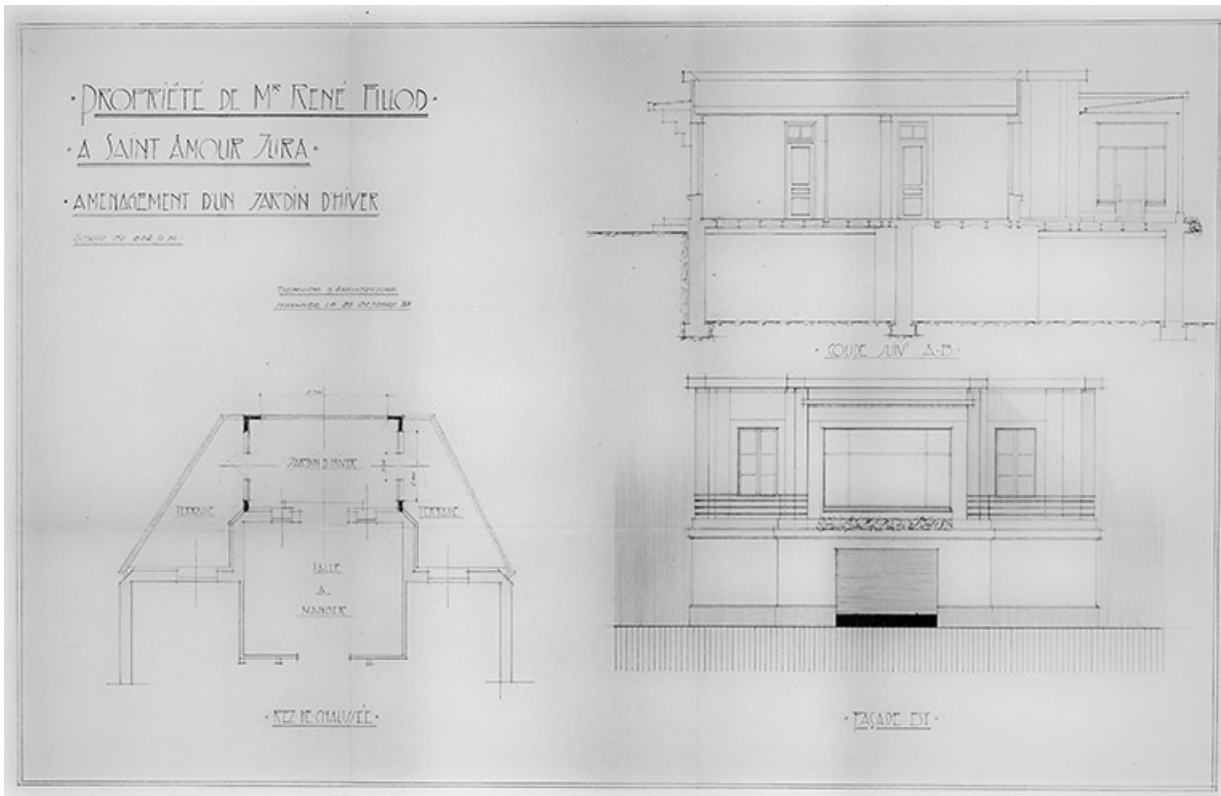 · PROPRIÉTÉ DE MR RENÉ FILLOD ·
· A SAINT AMOUR JURA ·
· AMENAGEMENT D'UN JARDIN D'HIVER
JARDIN D'HIVER
TERRASSE
TERRASSE
SALLE
A
MANGER
· REZ DE CHAUSSÉE ·
· COUPE SUIVT A-B ·
· FAÇADE EST ·